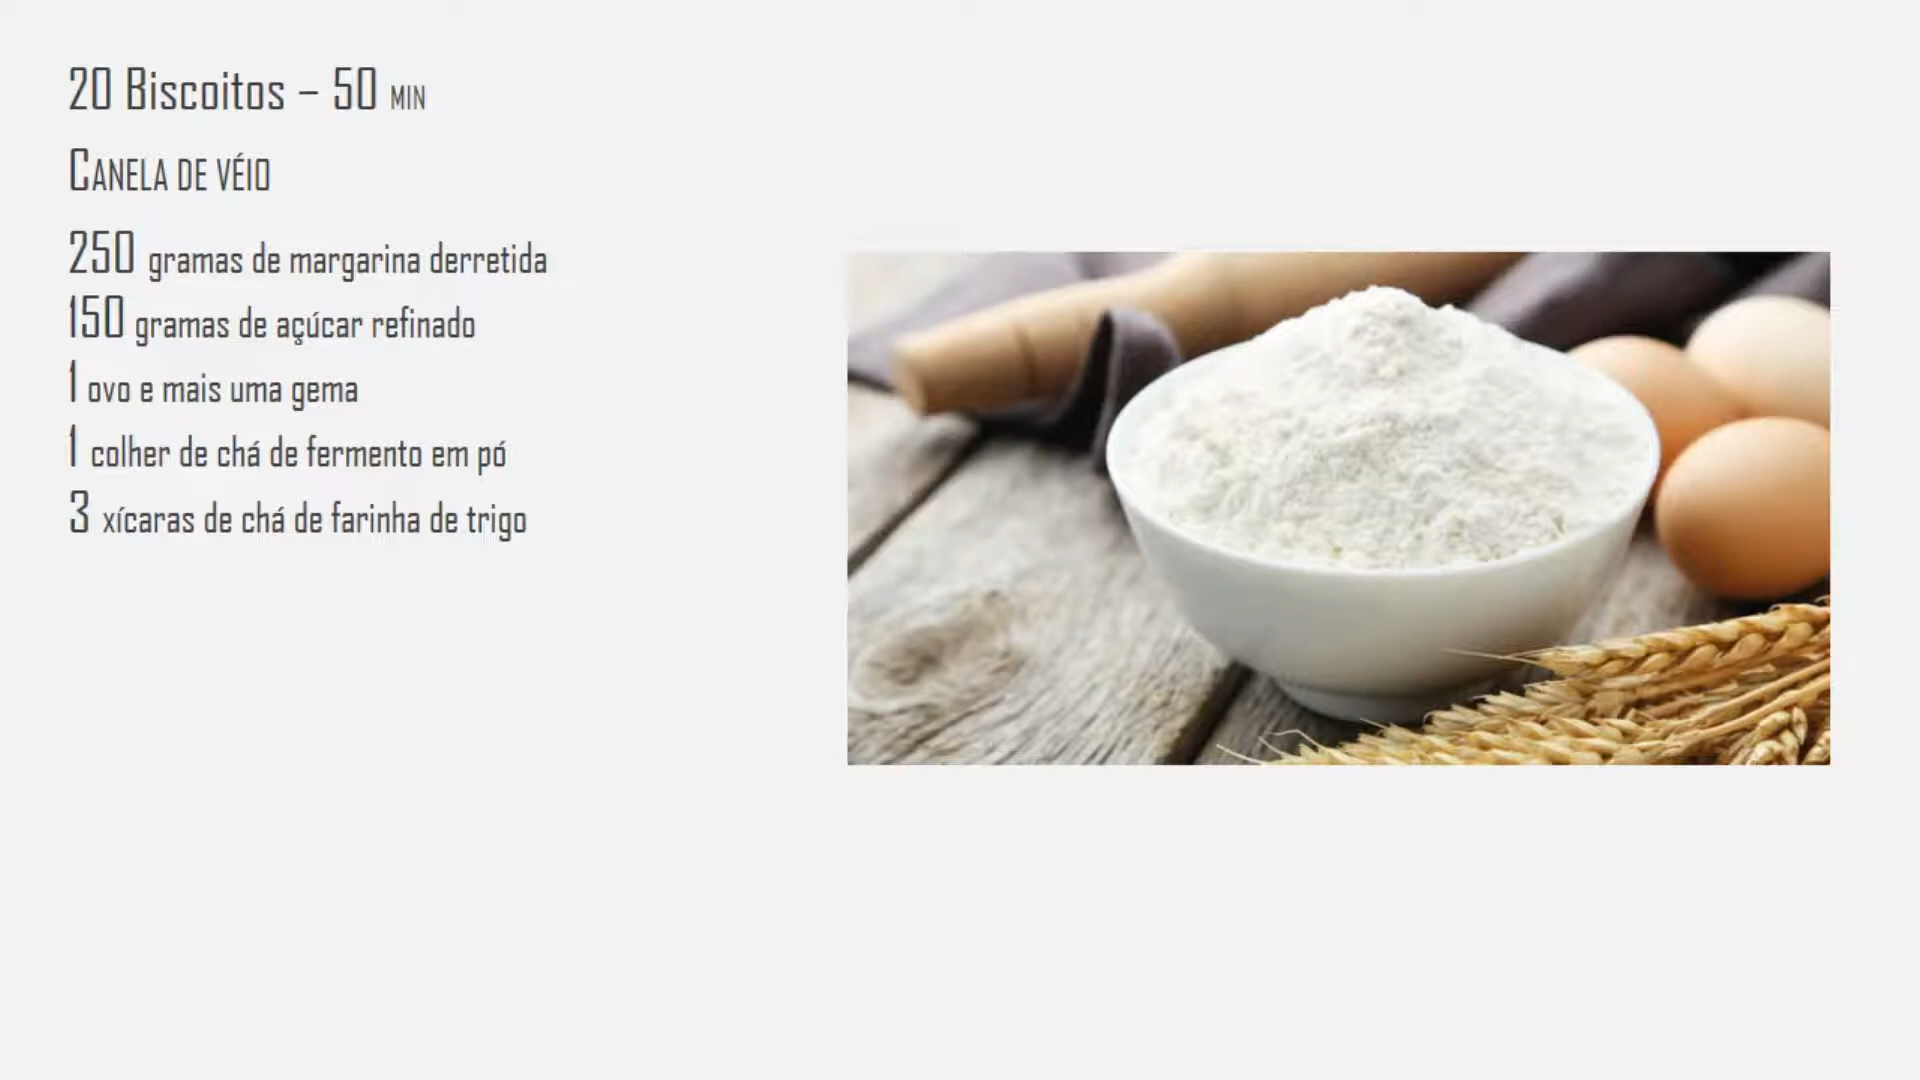 20 Biscoitos – 50 MIN
CANELA DE VÉIO
250 gramas de margarina derretida
150 gramas de açúcar refinado
1 ovo e mais uma gema
1 colher de chá de fermento em pó
3 xícaras de chá de farinha de trigo